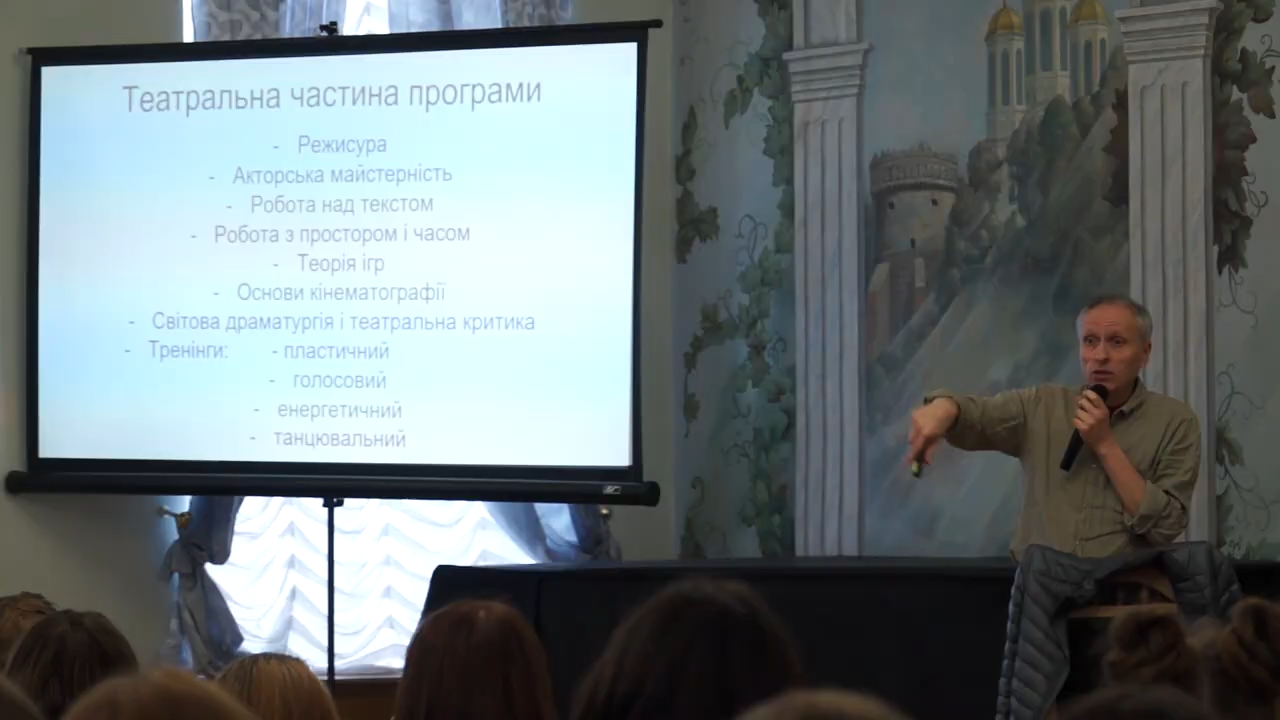 Театральна частина програми
- Режисура
- Акторська майстерність
- Робота над текстом
- Робота з простором і часом
- Теорія ігр
- Основи кінематографії
- Світова драматургія і театральна критика
- Тренінги: - пластичний
- голосовий
- енергетичний
- танцювальний